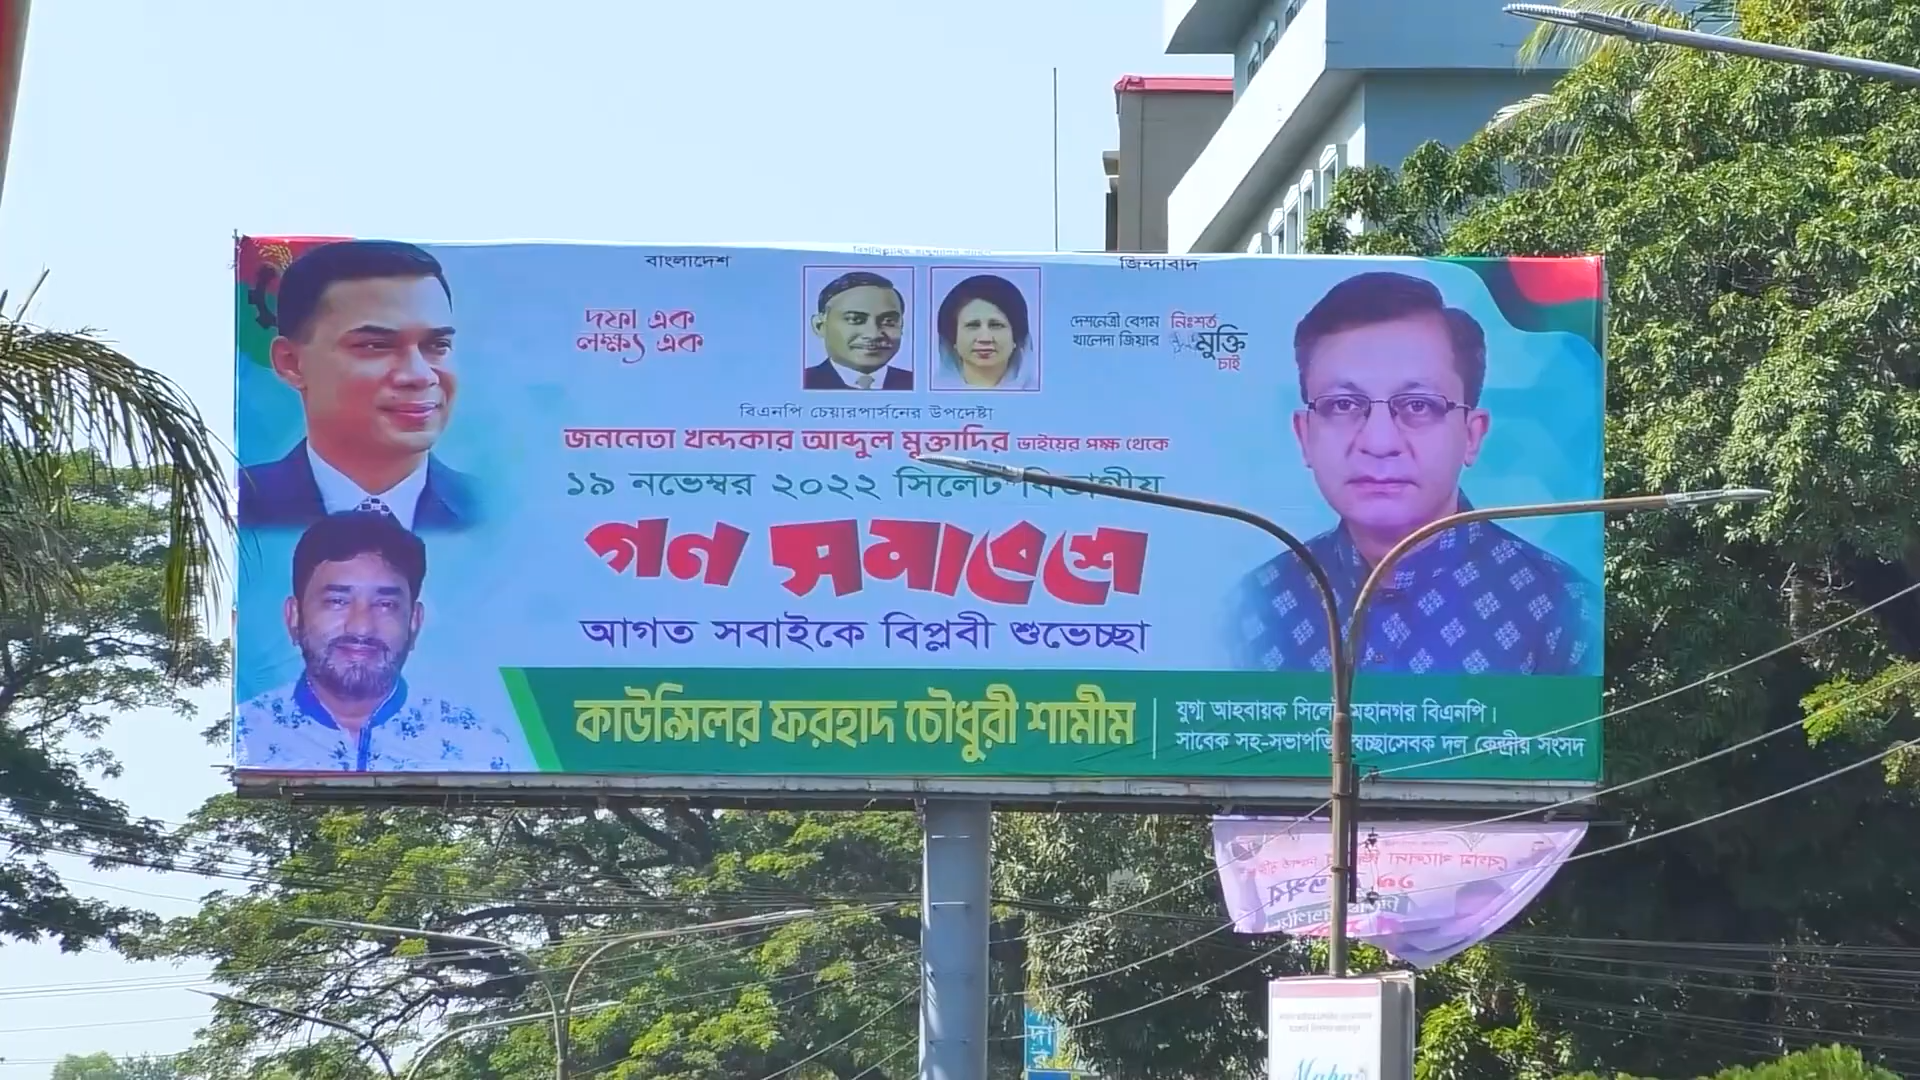 বাংলাদেশ
জিন্দাবাদ
দফা এক
লক্ষ্য এক
দেশনেত্রী বেগম
খালেদা জিয়ার
নিঃশর্ত
মুক্তি
চাই
বিএনপি চেয়ারপার্সনের উপদেষ্টা
জননেতা খন্দকার আব্দুল মুক্তাদির ভাইয়ের পক্ষ থেকে
১৯ নভেম্বর ২০২২ সিলেট বিভাগীয়
গণ সমাবেশে
আগত সবাইকে বিপ্লবী শুভেচ্ছা
কাউন্সিলর ফরহাদ চৌধুরী শামীম
যুগ্ম আহবায়ক সিলেট মহানগর বিএনপি।
সাবেক সহ-সভাপতি স্বেচ্ছাসেবক দল কেন্দ্রীয় সংসদ